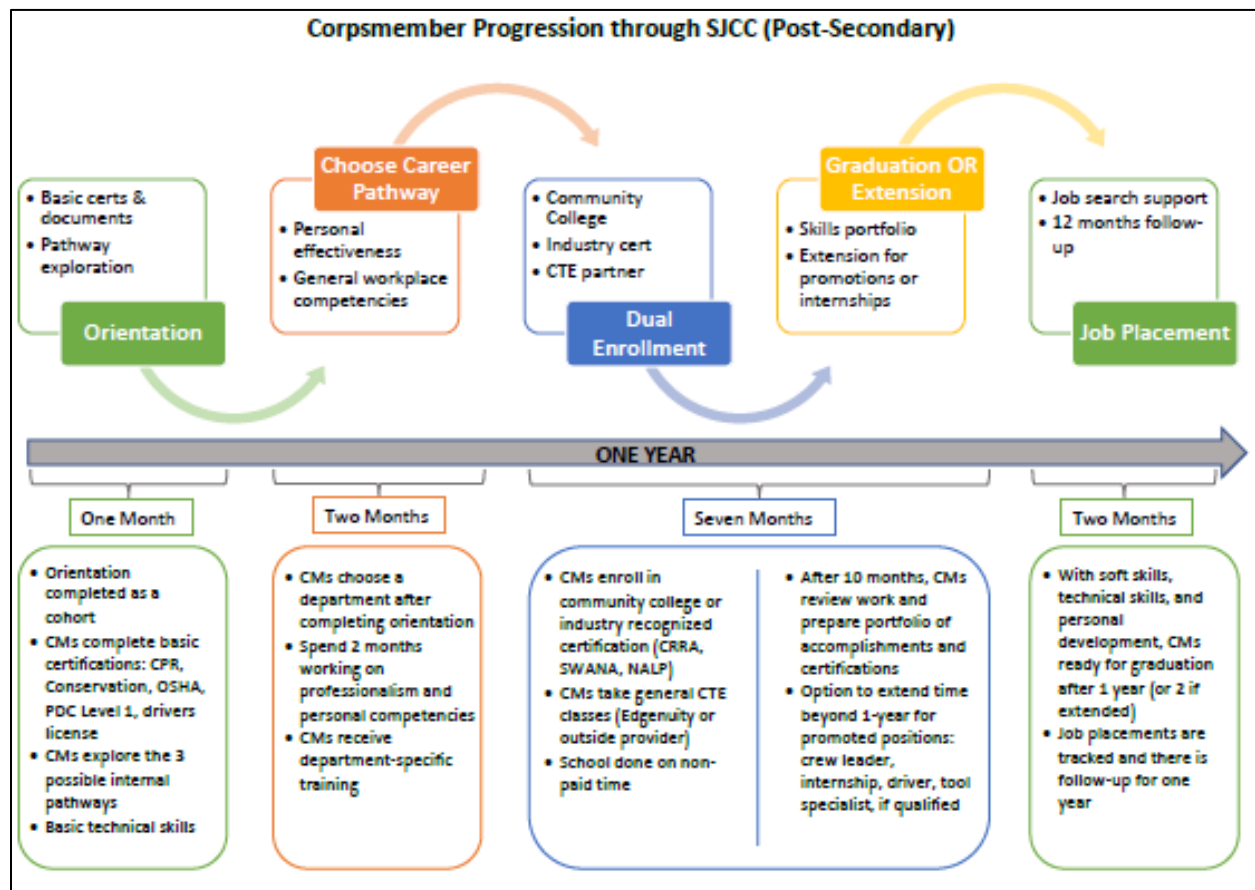 Corpsmember Progression through SJCC (Post-Secondary)
• Basic certs &
documents
• Pathway
exploration
Orientation
Choose Career
Pathway
• Personal
effectiveness
• General workplace
competencies
• Community
College
• Industry cert
• CTE partner
Dual
Enrollment
Graduation OR
Extension
• Skills portfolio
• Extension for
promotions or
internships
• Job search support
• 12 months follow-
up
Job Placement
ONE YEAR
One Month
Two Months
Seven Months
Two Months
• Orientation
completed as a
cohort
• CMs complete basic
certifications: CPR,
Conservation, OSHA,
PDC Level 1, drivers
license
• CMs explore the 3
possible internal
pathways
• Basic technical skills
• CMs choose a
department after
completing orientation
• Spend 2 months
working on
professionalism and
personal competencies
• CMs receive
department-specific
training
• CMs enroll in
community college or
industry recognized
certification (CRRA,
SWANA, NALP)
• CMs take general CTE
classes (Edgenuity or
outside provider)
• School done on non-
paid time
• After 10 months, CMs
review work and
prepare portfolio of
accomplishments and
certifications
• Option to extend time
beyond 1-year for
promoted positions:
crew leader,
internship, driver, tool
specialist, if qualified
• With soft skills,
technical skills, and
personal
development, CMs
ready for graduation
after 1 year (or 2 if
extended)
• Job placements are
tracked and there is
follow-up for one
year